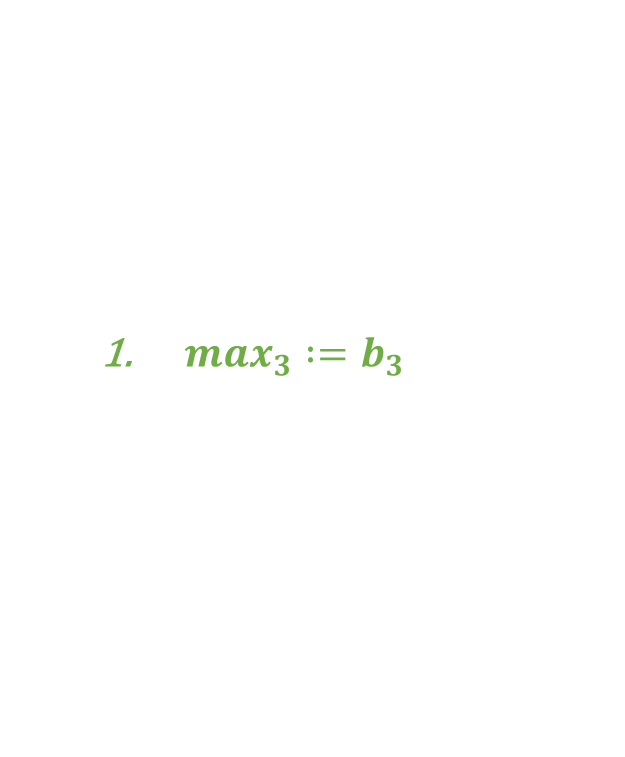 1. max₃ := b₃